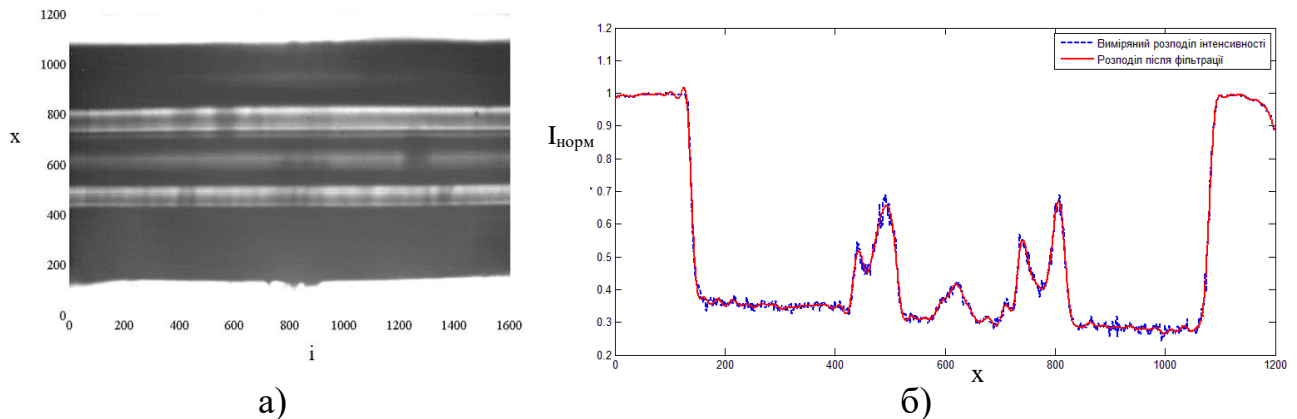 1200
1000
800
600
400
200
0
x
0 200 400 600 800 1000 1200 1400 1600
i
а)
1.2
1.1
1
0.9
0.8
0.7
0.6
0.5
0.4
0.3
0.2
Iнорм
Виміряний розподіл інтенсивності
Розподіл після фільтрації
0 200 400 600 800 1000 1200
x
б)